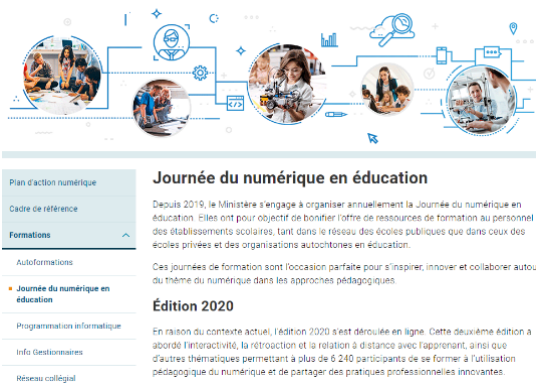 Plan d'action numérique
Cadre de référence
Formations
Autoformations
Journée du numérique en
éducation
Programmation informatique
Info Gestionnaires
Réseau collégial
Journée du numérique en éducation
Depuis 2019, le Ministère s'engage à organiser annuellement la Journée du numérique en
éducation. Elles ont pour objectif de bonifier l'offre de ressources de formation au personnel
des établissements scolaires, tant dans le réseau des écoles publiques que dans ceux des
écoles privées et des organisations autochtones en éducation.
Ces journées de formation sont l'occasion parfaite pour s'inspirer, innover et collaborer autou
du thème du numérique dans les approches pédagogiques.
Édition 2020
En raison du contexte actuel, l'édition 2020 s'est déroulée en ligne. Cette deuxième édition a
abordé l'interactivité, la rétroaction et la relation à distance avec l'apprenant, ainsi que
d'autres thématiques permettant à plus de 6 240 participants de se former à l'utilisation
pédagogique du numérique et de partager des pratiques professionnelles innovantes.